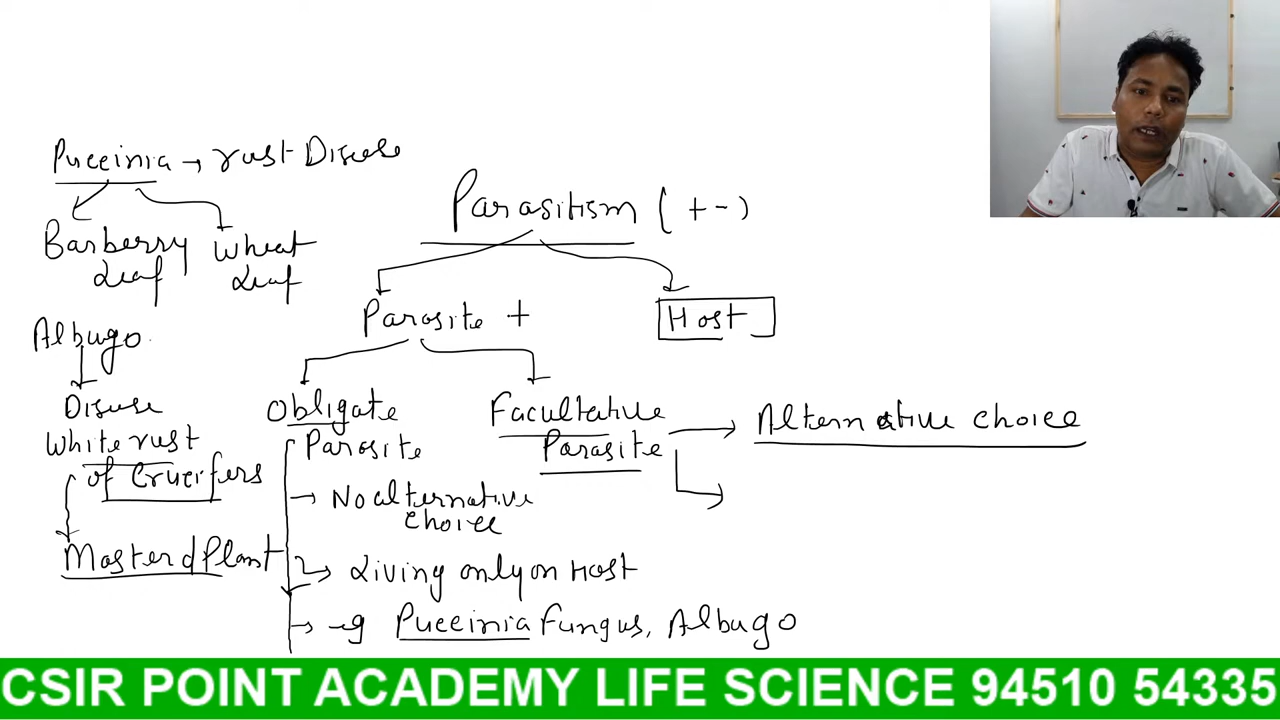 Puccinia → rust Disease
Barberry Leaf
Wheat Leaf
Parasitism (+ -)
Parasite +
Host
Albugo
Disease
White rust
of Crucifers
Masterd Plant
Obligate
Parasite
→ No alternative
choice
→ Living only on Host
→ eg Puccinia Fungus, Albugo
Facultative
Parasite
→ Alternative choice
→
CSIR POINT ACADEMY LIFE SCIENCE 94510 54335